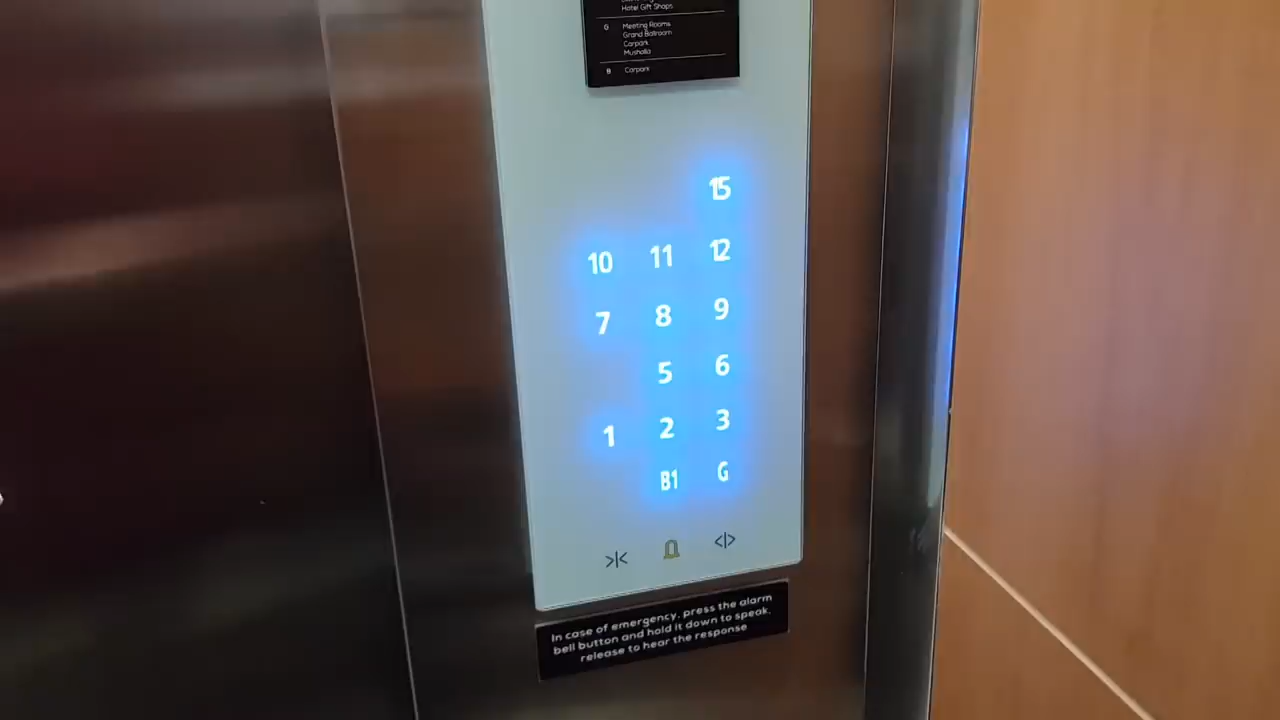 Hotel Gift Shops
G Meeting Rooms
Grand Ballroom
Carpark
Musholla
B Carpark
15
10 11 12
7 8 9
5 6
1 2 3
B1 G
>|< <|>
In case of emergency, press the alarm
bell button and hold it down to speak,
release to hear the response